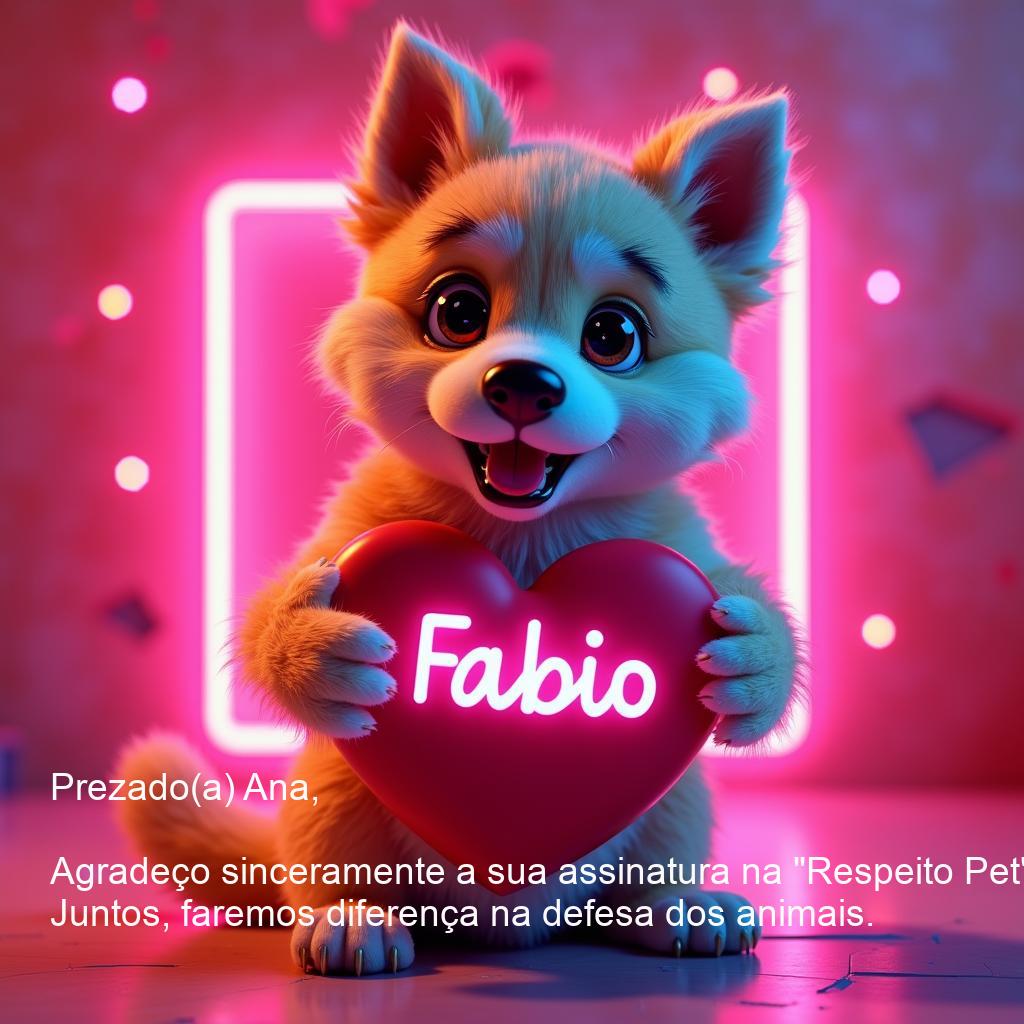 Fabio
Prezado(a) Ana,
Agradeço sinceramente a sua assinatura na "Respeito Pet"
Juntos, faremos diferença na defesa dos animais.